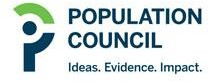 POPULATION
COUNCIL
Ideas. Evidence. Impact.